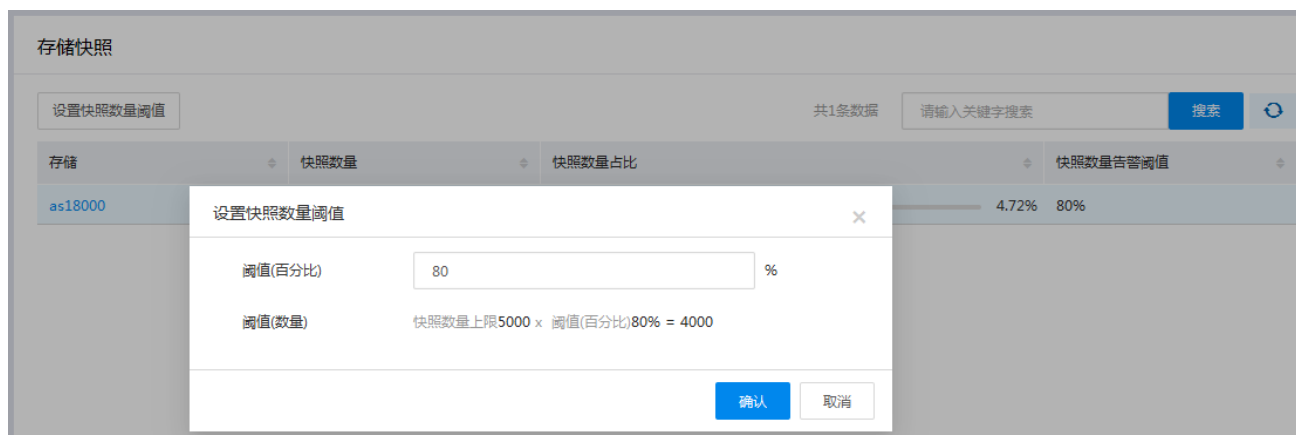 存储快照
设置快照数量阈值
共1条数据
请输入关键字搜索
搜索
存储
快照数量
快照数量占比
快照数量告警阈值
as18000
4.72%
80%
设置快照数量阈值
阈值(百分比)
80
%
阈值(数量)
快照数量上限5000 x 阈值(百分比)80% = 4000
确认
取消